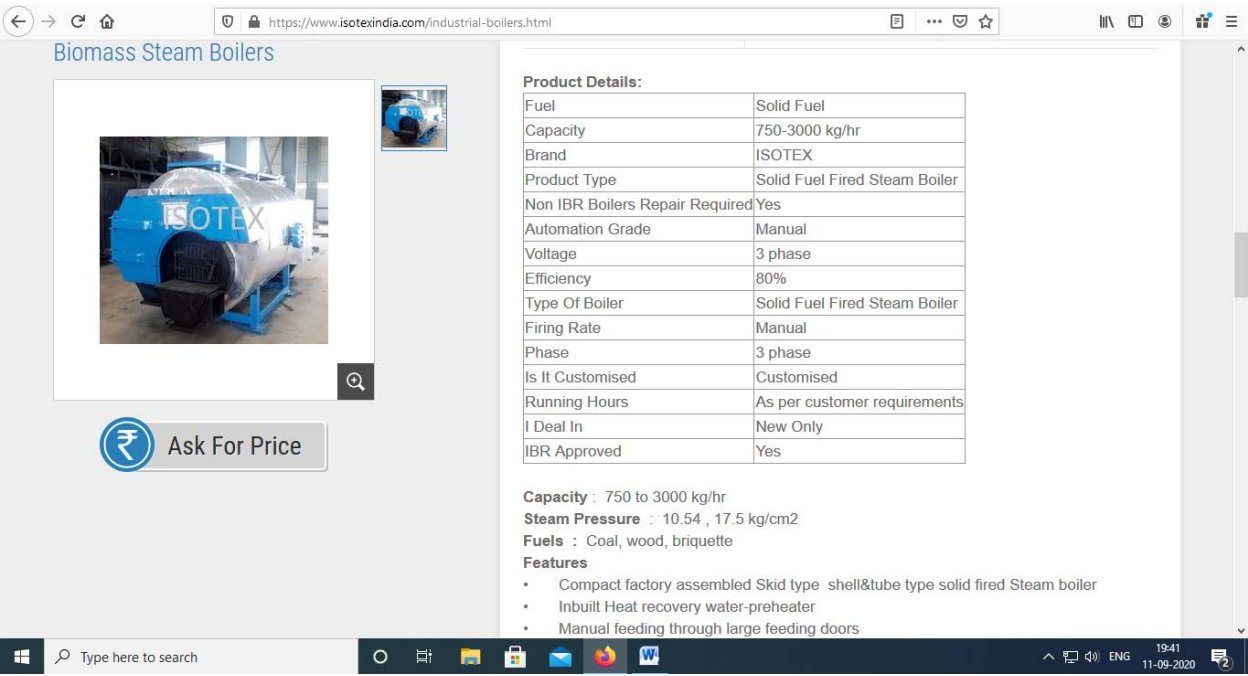 https://www.isotexindia.com/industrial-boilers.html
Biomass Steam Boilers
ISOTEX
Ask For Price
Product Details:
Fuel Solid Fuel
Capacity 750-3000 kg/hr
Brand ISOTEX
Product Type Solid Fuel Fired Steam Boiler
Non IBR Boilers Repair Required Yes
Automation Grade Manual
Voltage 3 phase
Efficiency 80%
Type Of Boiler Solid Fuel Fired Steam Boiler
Firing Rate Manual
Phase 3 phase
Is It Customised Customised
Running Hours As per customer requirements
I Deal In New Only
IBR Approved Yes
Capacity : 750 to 3000 kg/hr
Steam Pressure : 10.54 , 17.5 kg/cm2
Fuels : Coal, wood, briquette
Features
• Compact factory assembled Skid type shell&tube type solid fired Steam boiler
• Inbuilt Heat recovery water-preheater
• Manual feeding through large feeding doors
Type here to search
W
ENG
19:41
11-09-2020
2